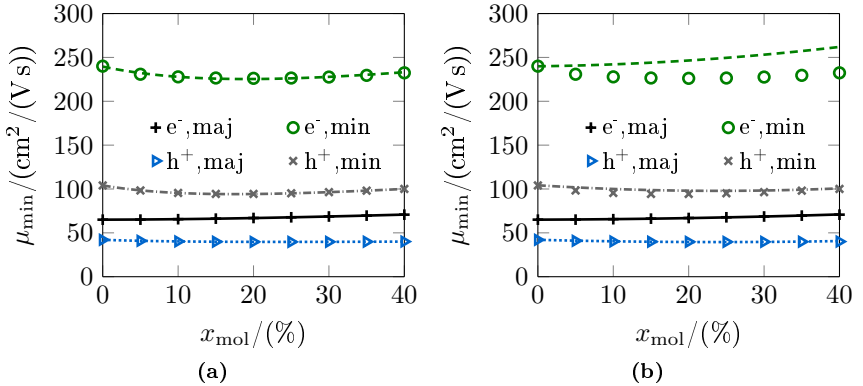 300
250
200
150
100
50
0
μmin/(cm²/(V s))
e⁻,maj e⁻,min
h⁺,maj h⁺,min
0 10 20 30 40
xmol/(%)
(a)
300
250
200
150
100
50
0
μmin/(cm²/(V s))
e⁻,maj e⁻,min
h⁺,maj h⁺,min
0 10 20 30 40
xmol/(%)
(b)